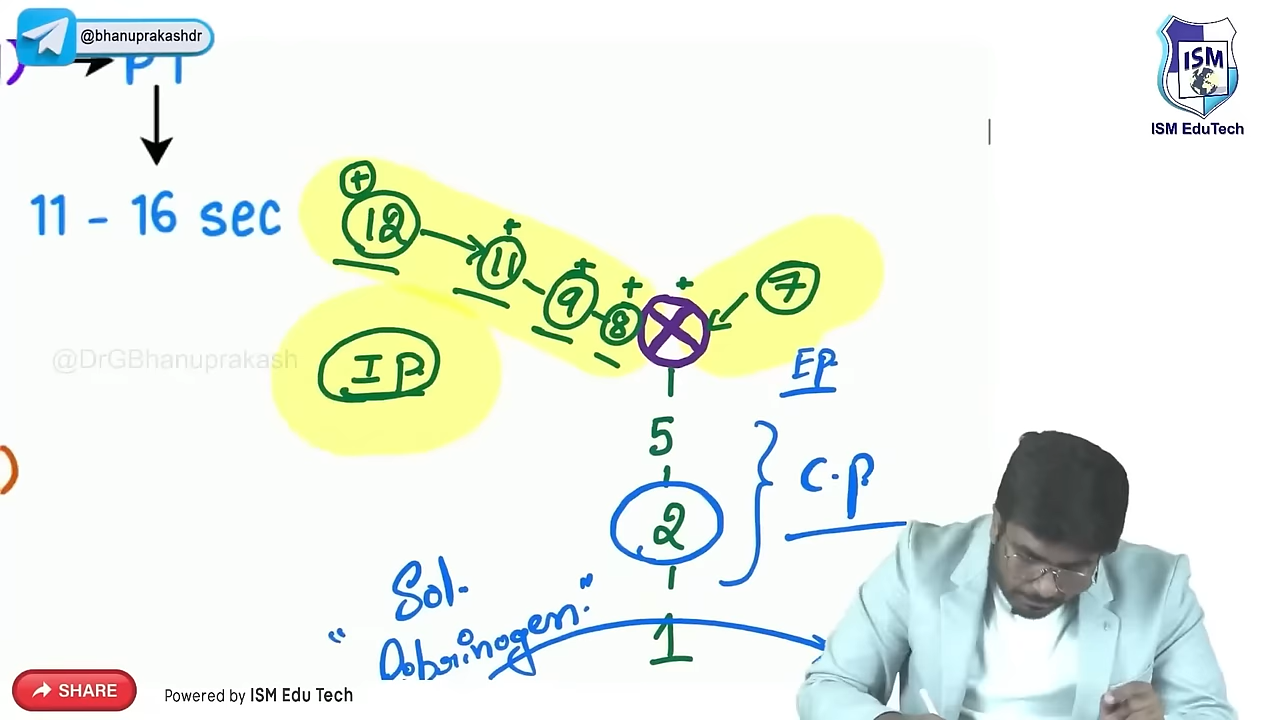 @bhanuprakashdr
ISM
ISM EduTech
PT
11 - 16 sec
+
12
+
11
+
9
+
8
+
X
7
@DrGBhanuprakash
IP
EP
5
C.P
2
Sol.
1
SHARE
Powered by ISM Edu Tech